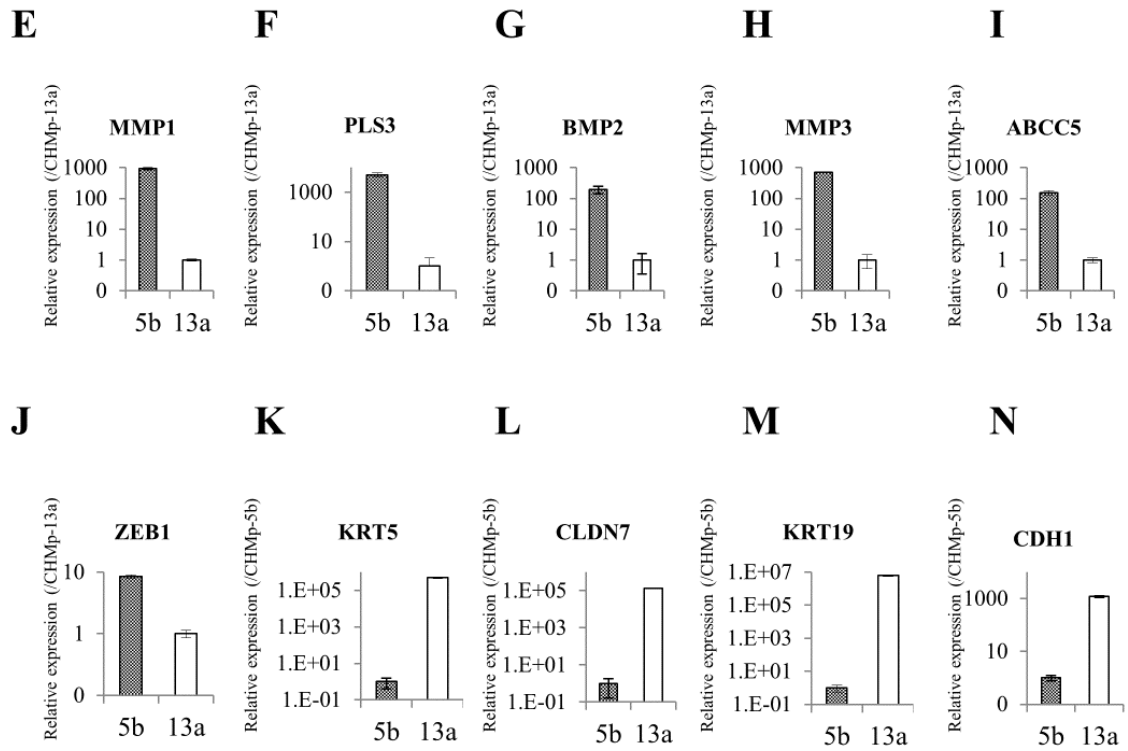 E F G H I
Relative expression (/CHMp-13a)
MMP1
1000
100
10
1
0
5b 13a
Relative expression (/CHMp-13a)
PLS3
1000
10
0
5b 13a
Relative expression (/CHMp-13a)
BMP2
1000
100
10
1
0
5b 13a
Relative expression (/CHMp-13a)
MMP3
1000
100
10
1
0
5b 13a
Relative expression (/CHMp-13a)
ABCC5
1000
100
10
1
0
5b 13a
J K L M N
Relative expression (/CHMp-13a)
ZEB1
10
1
0
5b 13a
Relative expression (/CHMp-5b)
KRT5
1.E+05
1.E+03
1.E+01
1.E-01
5b 13a
Relative expression (/CHMp-5b)
CLDN7
1.E+05
1.E+03
1.E+01
1.E-01
5b 13a
Relative expression (/CHMp-5b)
KRT19
1.E+07
1.E+05
1.E+03
1.E+01
1.E-01
5b 13a
Relative expression (/CHMp-5b)
CDH1
1000
10
0
5b 13a